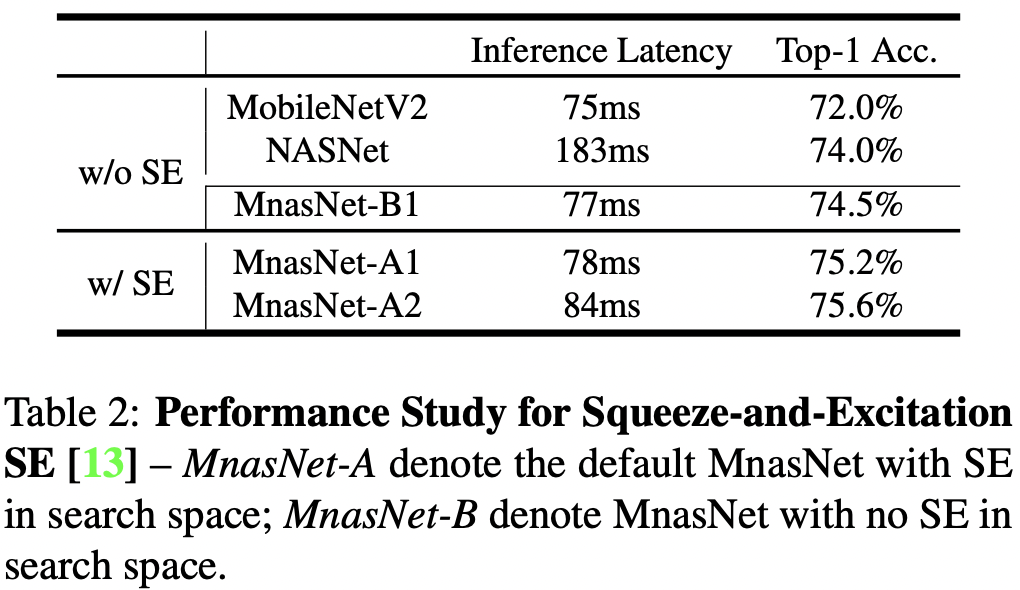 Inference Latency Top-1 Acc.
MobileNetV2 75ms 72.0%
NASNet 183ms 74.0%
w/o SE
MnasNet-B1 77ms 74.5%
MnasNet-A1 78ms 75.2%
w/ SE
MnasNet-A2 84ms 75.6%
Table 2: Performance Study for Squeeze-and-Excitation
SE [13] – MnasNet-A denote the default MnasNet with SE
in search space; MnasNet-B denote MnasNet with no SE in
search space.